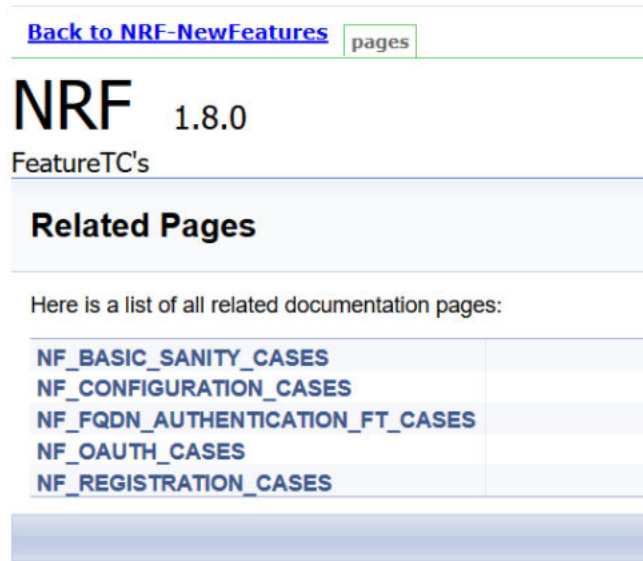 Back to NRF-NewFeatures pages
NRF 1.8.0
FeatureTC's
Related Pages
Here is a list of all related documentation pages:
NF_BASIC_SANITY_CASES
NF_CONFIGURATION_CASES
NF_FQDN_AUTHENTICATION_FT_CASES
NF_OAUTH_CASES
NF_REGISTRATION_CASES